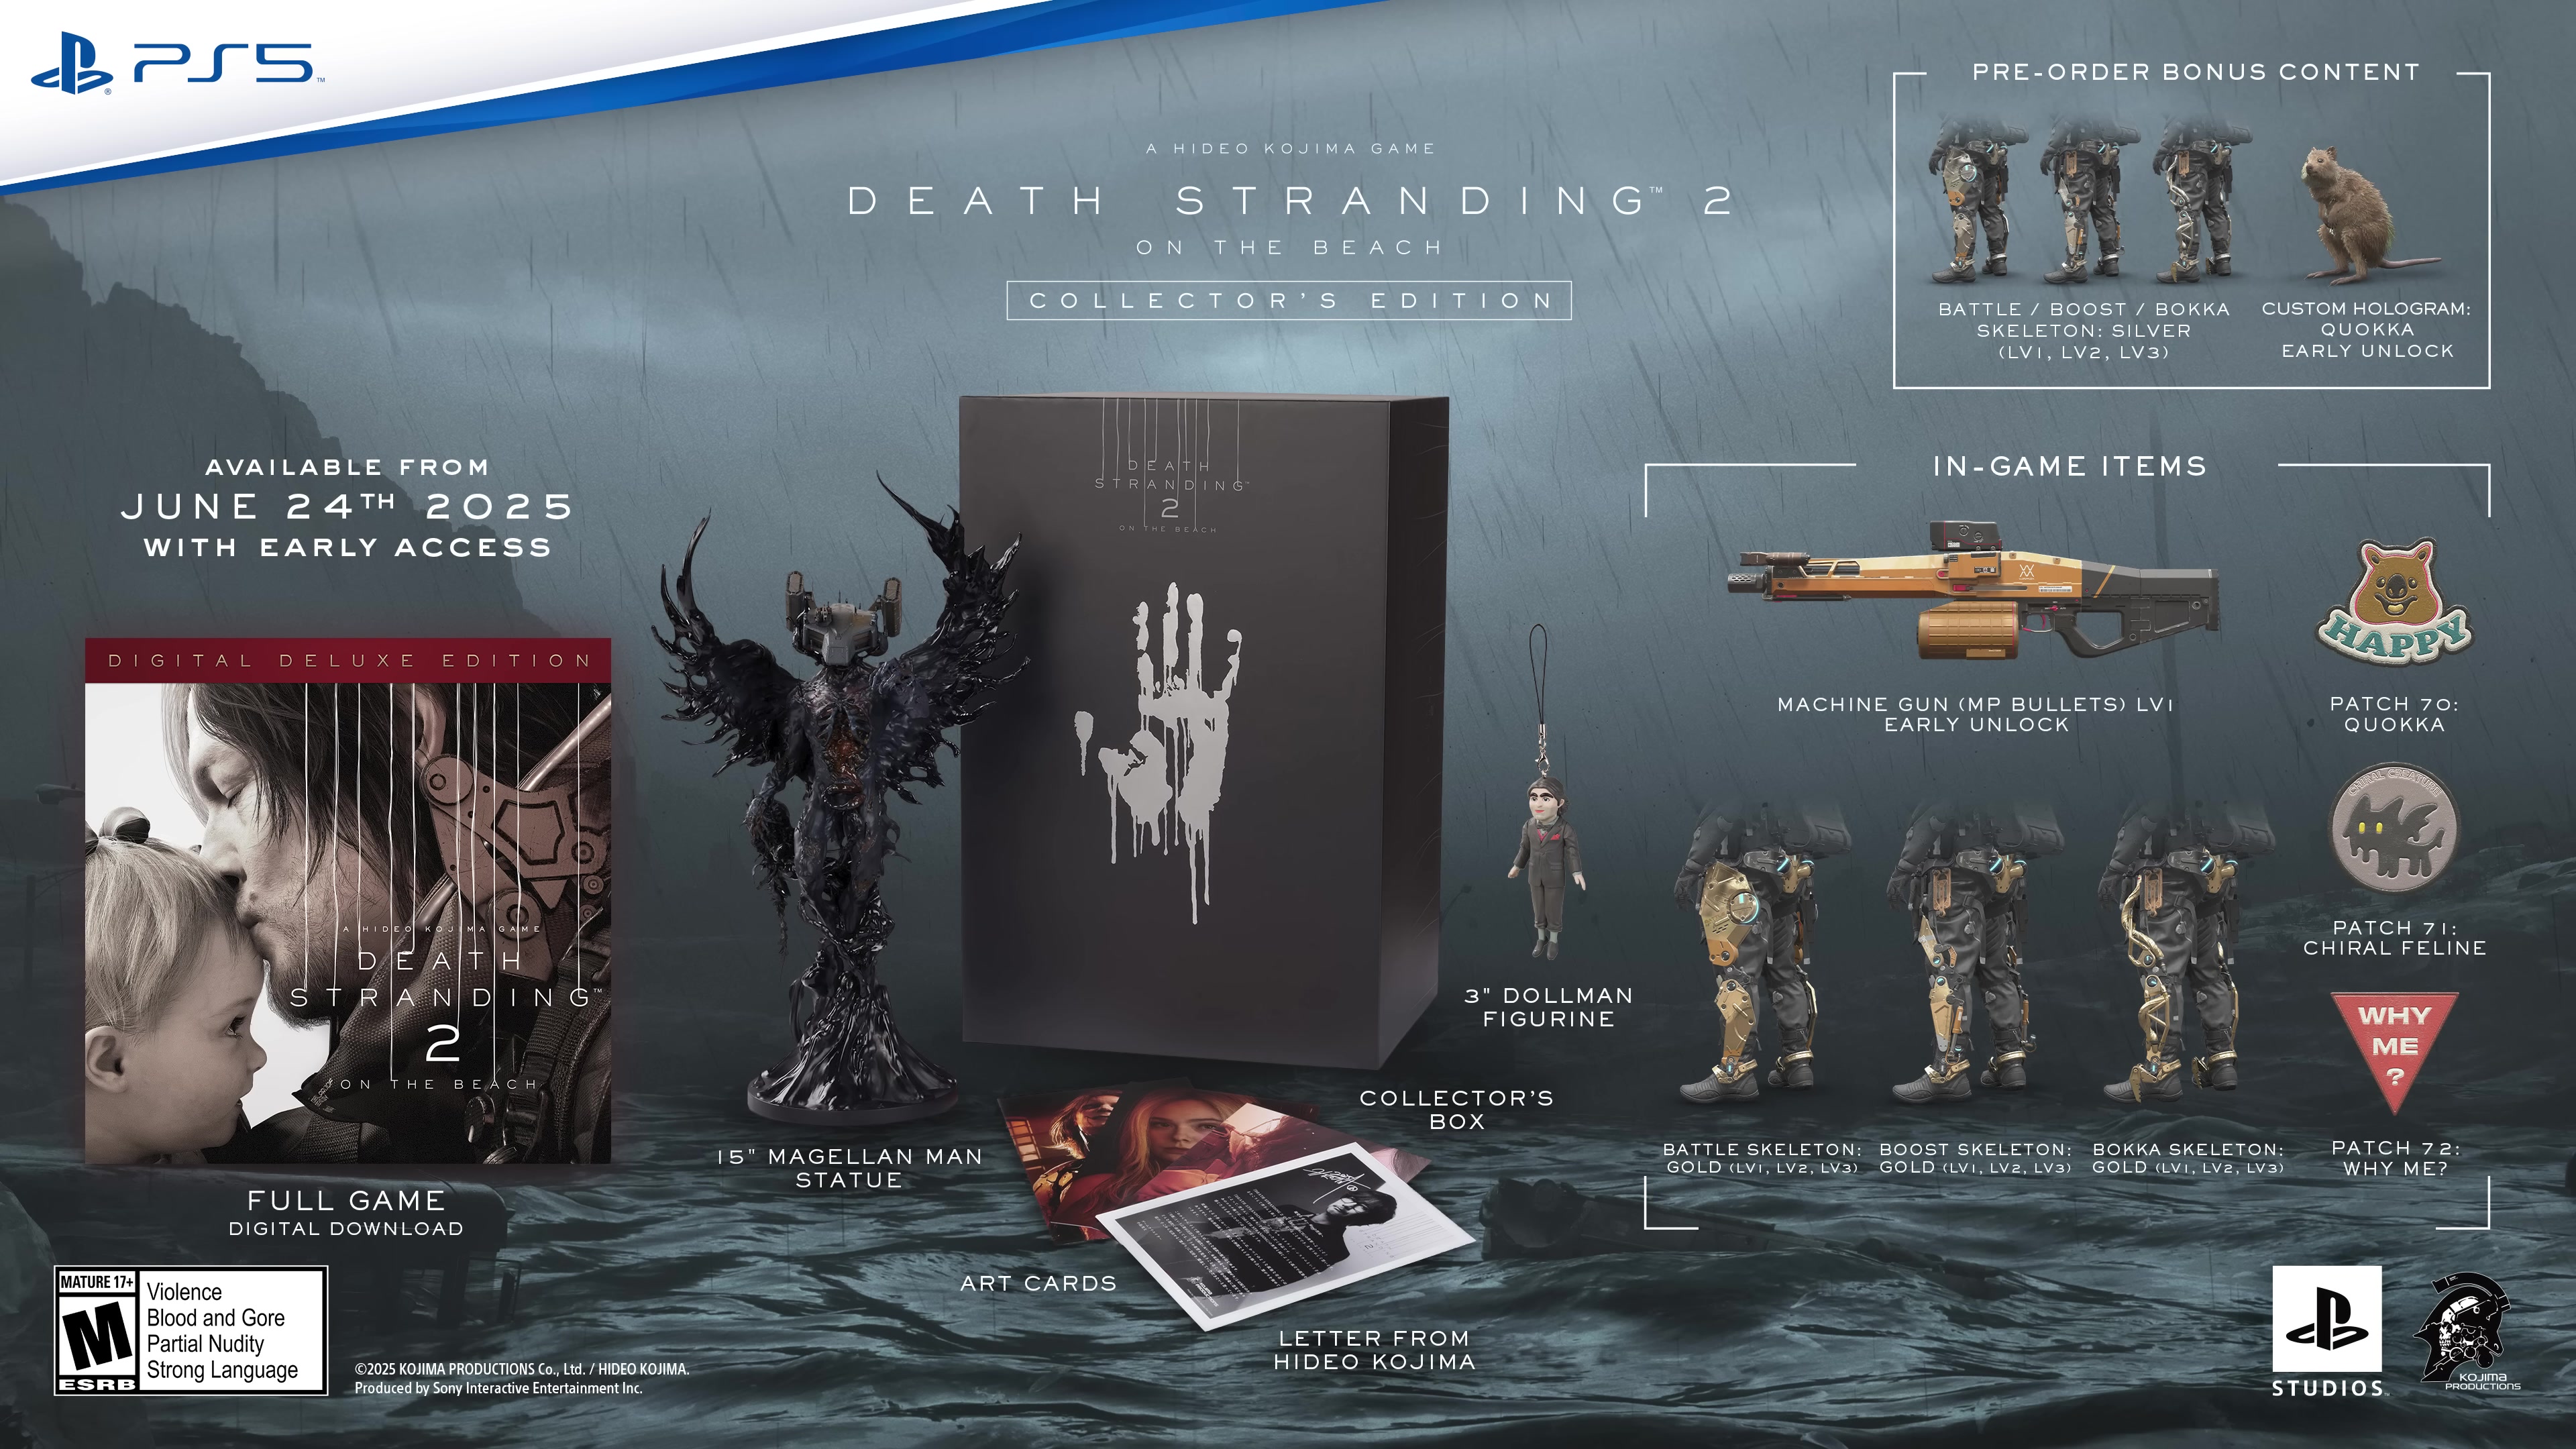 PS5™
A HIDEO KOJIMA GAME
DEATH STRANDING™ 2
ON THE BEACH
COLLECTOR'S EDITION
PRE-ORDER BONUS CONTENT
BATTLE / BOOST / BOKKA
SKELETON: SILVER
(LV1, LV2, LV3)
CUSTOM HOLOGRAM:
QUOKKA
EARLY UNLOCK
AVAILABLE FROM
JUNE 24TH 2025
WITH EARLY ACCESS
DIGITAL DELUXE EDITION
A HIDEO KOJIMA GAME
DEATH
STRANDING™
2
ON THE BEACH
FULL GAME
DIGITAL DOWNLOAD
DEATH
STRANDING™
2
ON THE BEACH
15" MAGELLAN MAN
STATUE
3" DOLLMAN
FIGURINE
COLLECTOR'S
BOX
ART CARDS
LETTER FROM
HIDEO KOJIMA
IN-GAME ITEMS
MACHINE GUN (MP BULLETS) LV1
EARLY UNLOCK
HAPPY
PATCH 70:
QUOKKA
CHIRAL CREATURE
PATCH 71:
CHIRAL FELINE
WHY
ME
?
PATCH 72:
WHY ME?
BATTLE SKELETON:
GOLD (LV1, LV2, LV3)
BOOST SKELETON:
GOLD (LV1, LV2, LV3)
BOKKA SKELETON:
GOLD (LV1, LV2, LV3)
MATURE 17+
M
ESRB
Violence
Blood and Gore
Partial Nudity
Strong Language
©2025 KOJIMA PRODUCTIONS Co., Ltd. / HIDEO KOJIMA.
Produced by Sony Interactive Entertainment Inc.
STUDIOS™
KOJIMA
PRODUCTIONS